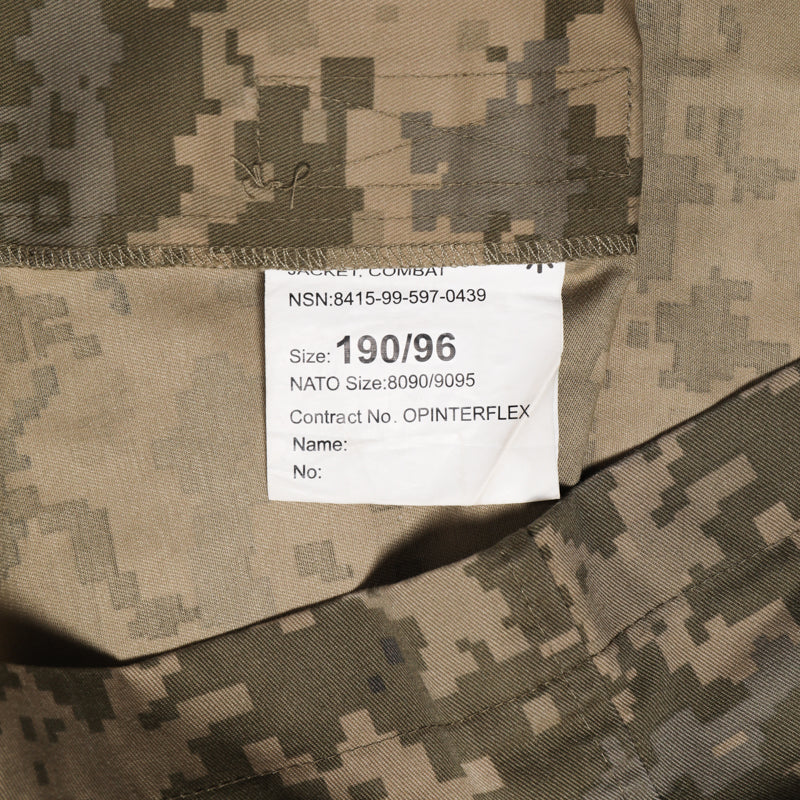 JACKET, COMBAT
NSN:8415-99-597-0439
Size: 190/96
NATO Size:8090/9095
Contract No. OPINTERFLEX
Name:
No: